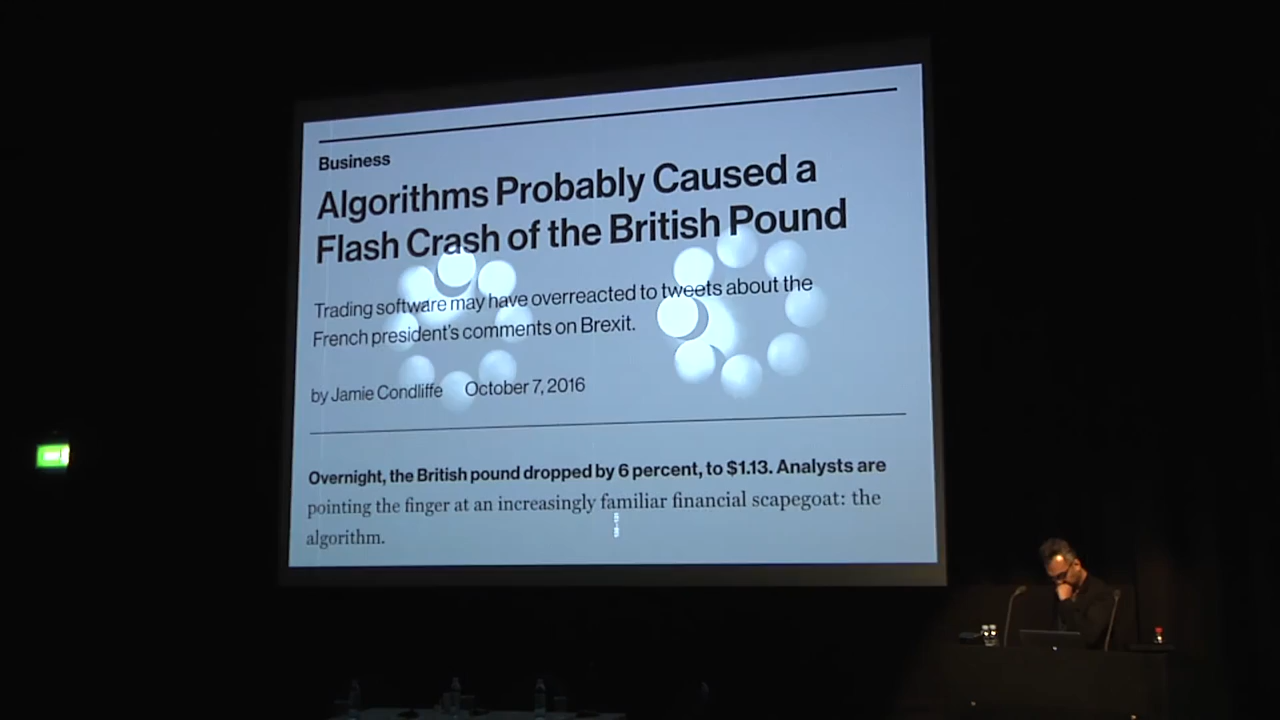 Business
Algorithms Probably Caused a
Flash Crash of the British Pound
Trading software may have overreacted to tweets about the
French president's comments on Brexit.
by Jamie Condliffe October 7, 2016
Overnight, the British pound dropped by 6 percent, to $1.13. Analysts are
pointing the finger at an increasingly familiar financial scapegoat: the
algorithm.